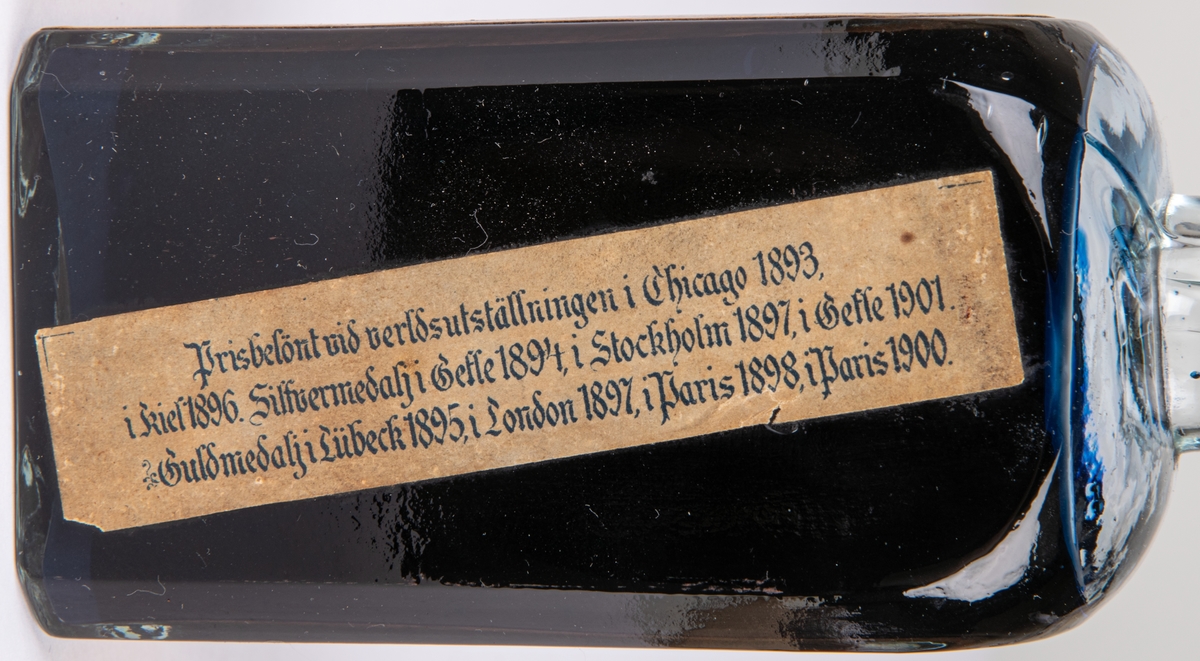 Prisbelönt vid verldsutställningen i Chicago 1893,
i Kiel 1896. Silfvermedalj i Gefle 1894, i Stockholm 1897, i Gefle 1901.
Guldmedalj i Lübeck 1895, i London 1897, i Paris 1898, i Paris 1900.